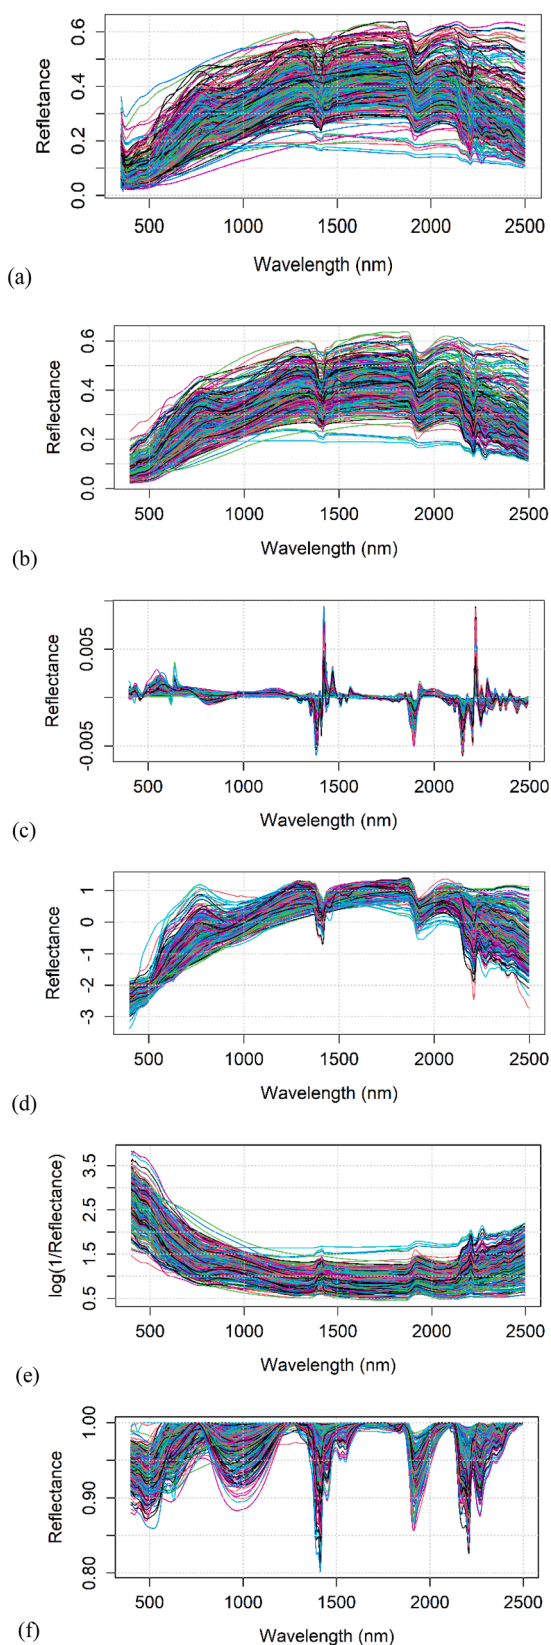 0.6
0.4
0.2
0.0
Refletance
500 1000 1500 2000 2500
Wavelength (nm)
(a)
0.6
0.4
0.2
0.0
Reflectance
500 1000 1500 2000 2500
Wavelength (nm)
(b)
0.005
-0.005
Reflectance
500 1000 1500 2000 2500
Wavelength (nm)
(c)
1
0
-1
-2
-3
Reflectance
500 1000 1500 2000 2500
Wavelength (nm)
(d)
3.5
2.5
1.5
0.5
log(1/Reflectance)
500 1000 1500 2000 2500
Wavelength (nm)
(e)
1.00
0.90
0.80
Reflectance
500 1000 1500 2000 2500
Wavelength (nm)
(f)